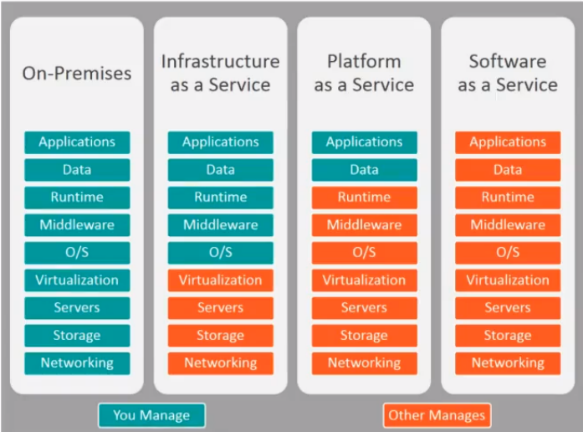 On-Premises
Applications
Data
Runtime
Middleware
O/S
Virtualization
Servers
Storage
Networking
Infrastructure
as a Service
Applications
Data
Runtime
Middleware
O/S
Virtualization
Servers
Storage
Networking
Platform
as a Service
Applications
Data
Runtime
Middleware
O/S
Virtualization
Servers
Storage
Networking
Software
as a Service
Applications
Data
Runtime
Middleware
O/S
Virtualization
Servers
Storage
Networking
You Manage
Other Manages